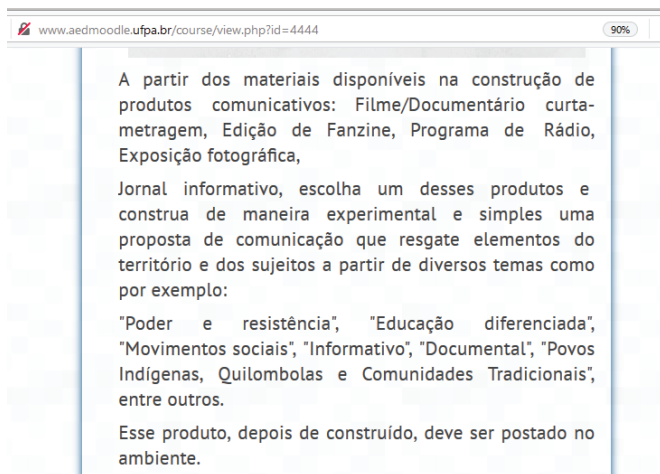 www.aedmoodle.ufpa.br/course/view.php?id=4444
90%
A partir dos materiais disponíveis na construção de
produtos comunicativos: Filme/Documentário curta-
metragem, Edição de Fanzine, Programa de Rádio,
Exposição fotográfica,
Jornal informativo, escolha um desses produtos e
construa de maneira experimental e simples uma
proposta de comunicação que resgate elementos do
território e dos sujeitos a partir de diversos temas como
por exemplo:
"Poder e resistência", "Educação diferenciada",
"Movimentos sociais", "Informativo", "Documental", "Povos
Indígenas, Quilombolas e Comunidades Tradicionais",
entre outros.
Esse produto, depois de construído, deve ser postado no
ambiente.